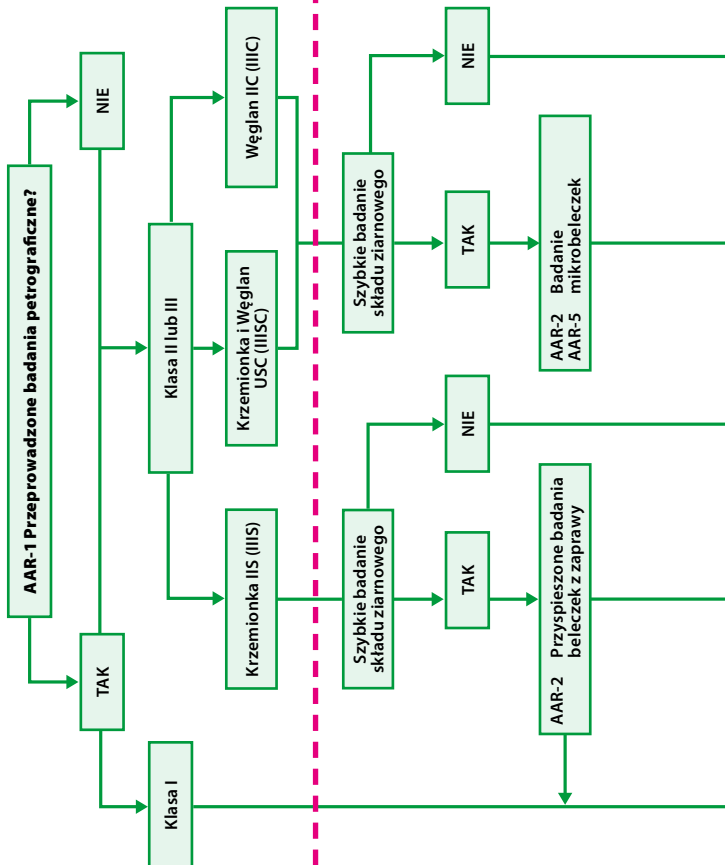 AAR-1 Przeprowadzone badania petrograficzne?
TAK
NIE
Klasa I
Klasa II lub III
Krzemionka IIS (IIIS)
Krzemionka i Węglan
USC (IIISC)
Węglan IIC (IIIC)
Szybkie badanie
składu ziarnowego
TAK
NIE
Szybkie badanie
składu ziarnowego
TAK
NIE
AAR-2 Przyspieszone badania
beleczek z zaprawy
AAR-2 Badanie
AAR-5 mikrobeleczek